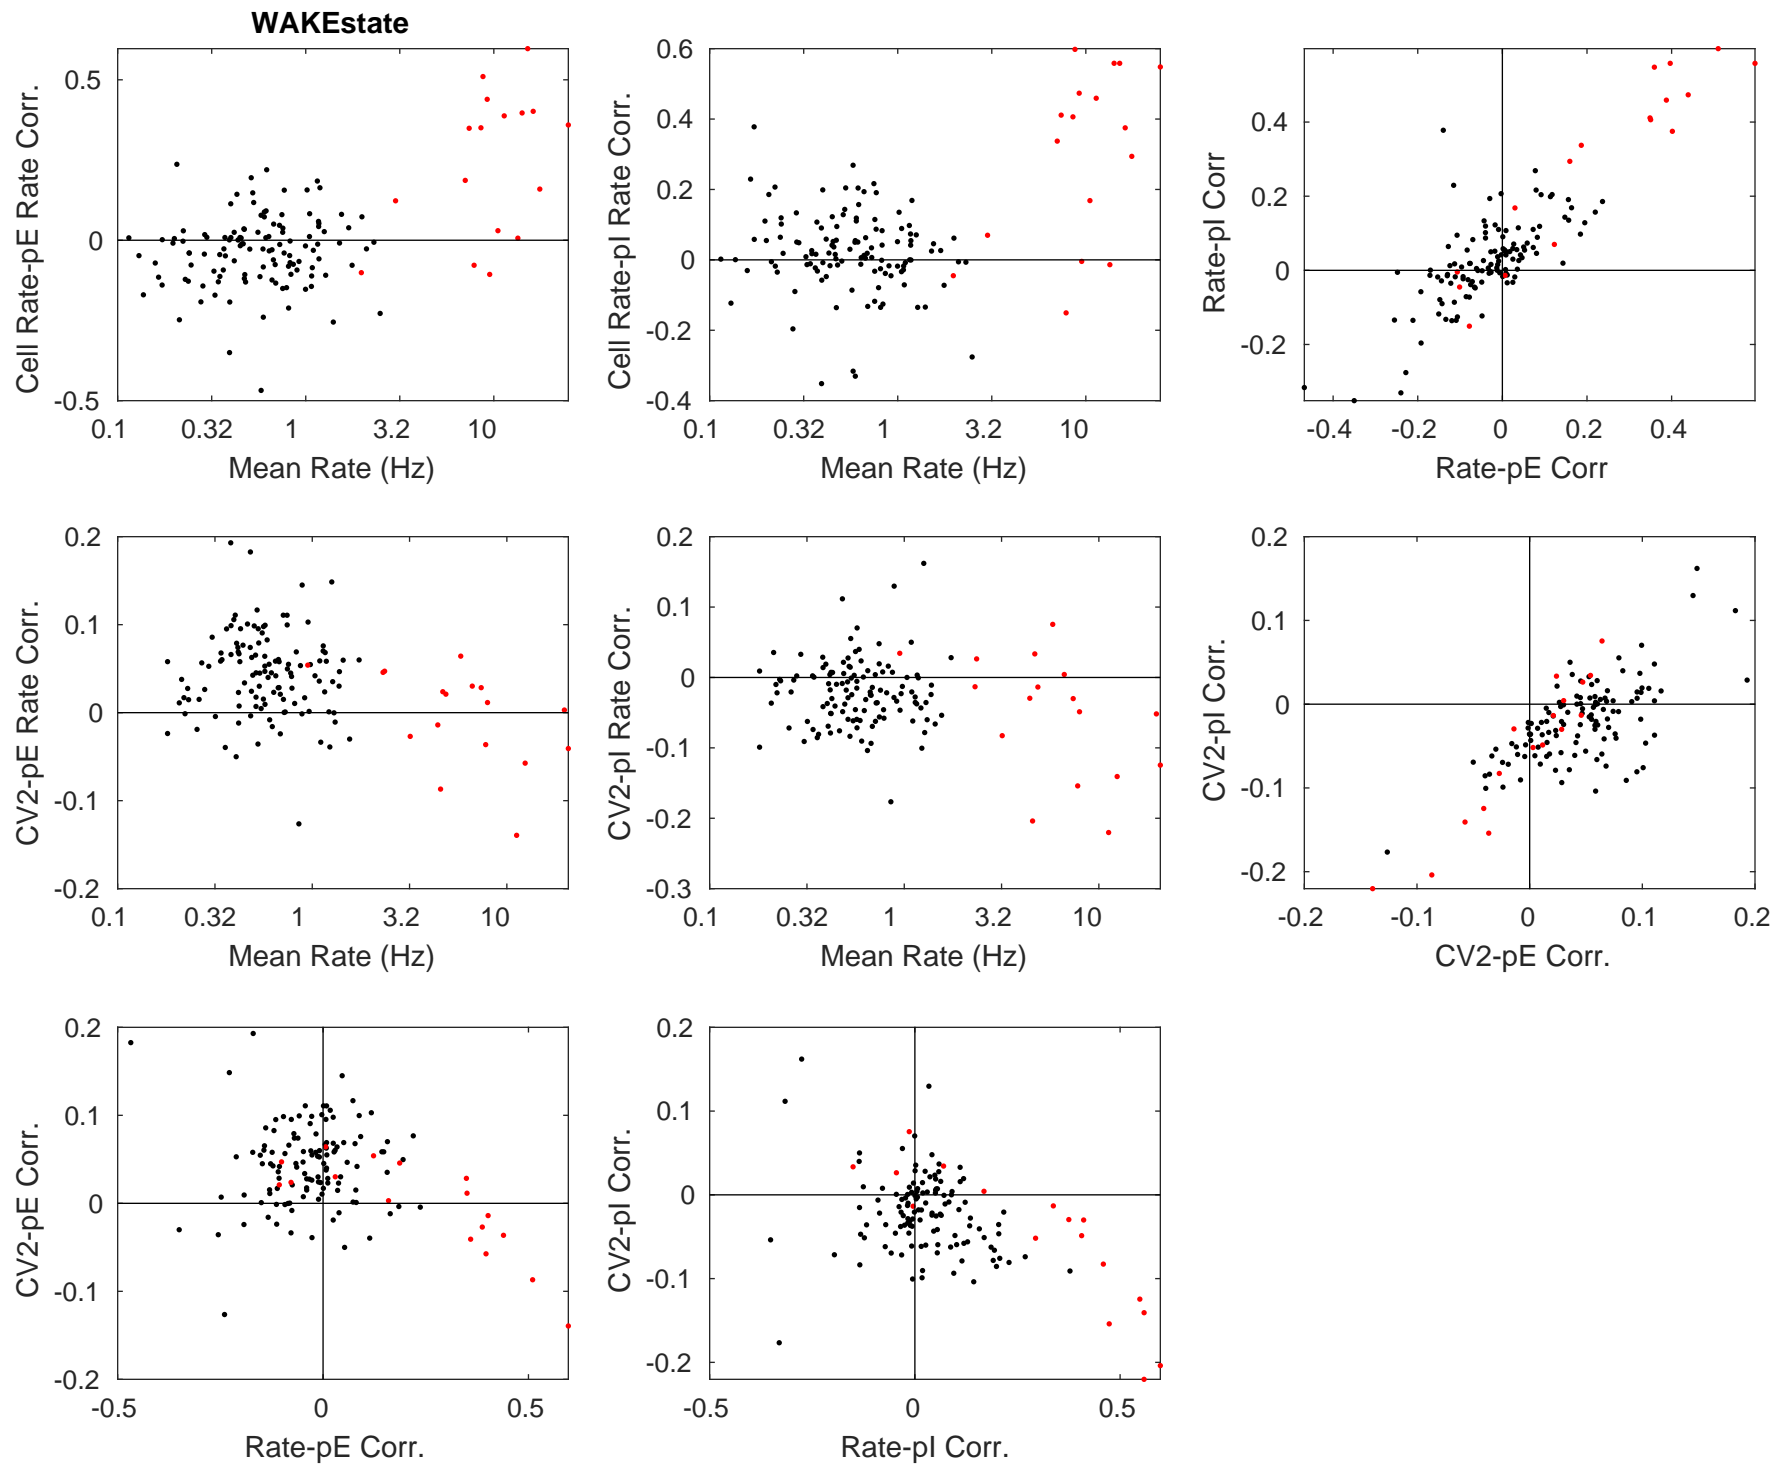 WAKEstate
0.5
0
-0.5
0.1 0.32 1 3.2 10
Cell Rate-pE Rate Corr.
Mean Rate (Hz)
0.6
0.4
0.2
0
-0.2
-0.4
0.1 0.32 1 3.2 10
Cell Rate-pI Rate Corr.
Mean Rate (Hz)
0.4
0.2
0
-0.2
-0.4 -0.2 0 0.2 0.4
Rate-pI Corr
Rate-pE Corr
0.2
0.1
0
-0.1
-0.2
0.1 0.32 1 3.2 10
CV2-pE Rate Corr.
Mean Rate (Hz)
0.2
0.1
0
-0.1
-0.2
-0.3
0.1 0.32 1 3.2 10
CV2-pI Rate Corr.
Mean Rate (Hz)
0.2
0.1
0
-0.1
-0.2
-0.2 -0.1 0 0.1 0.2
CV2-pI Corr.
CV2-pE Corr.
0.2
0.1
0
-0.1
-0.2
-0.5 0 0.5
CV2-pE Corr.
Rate-pE Corr.
0.2
0.1
0
-0.1
-0.2
-0.5 0 0.5
CV2-pI Corr.
Rate-pI Corr.